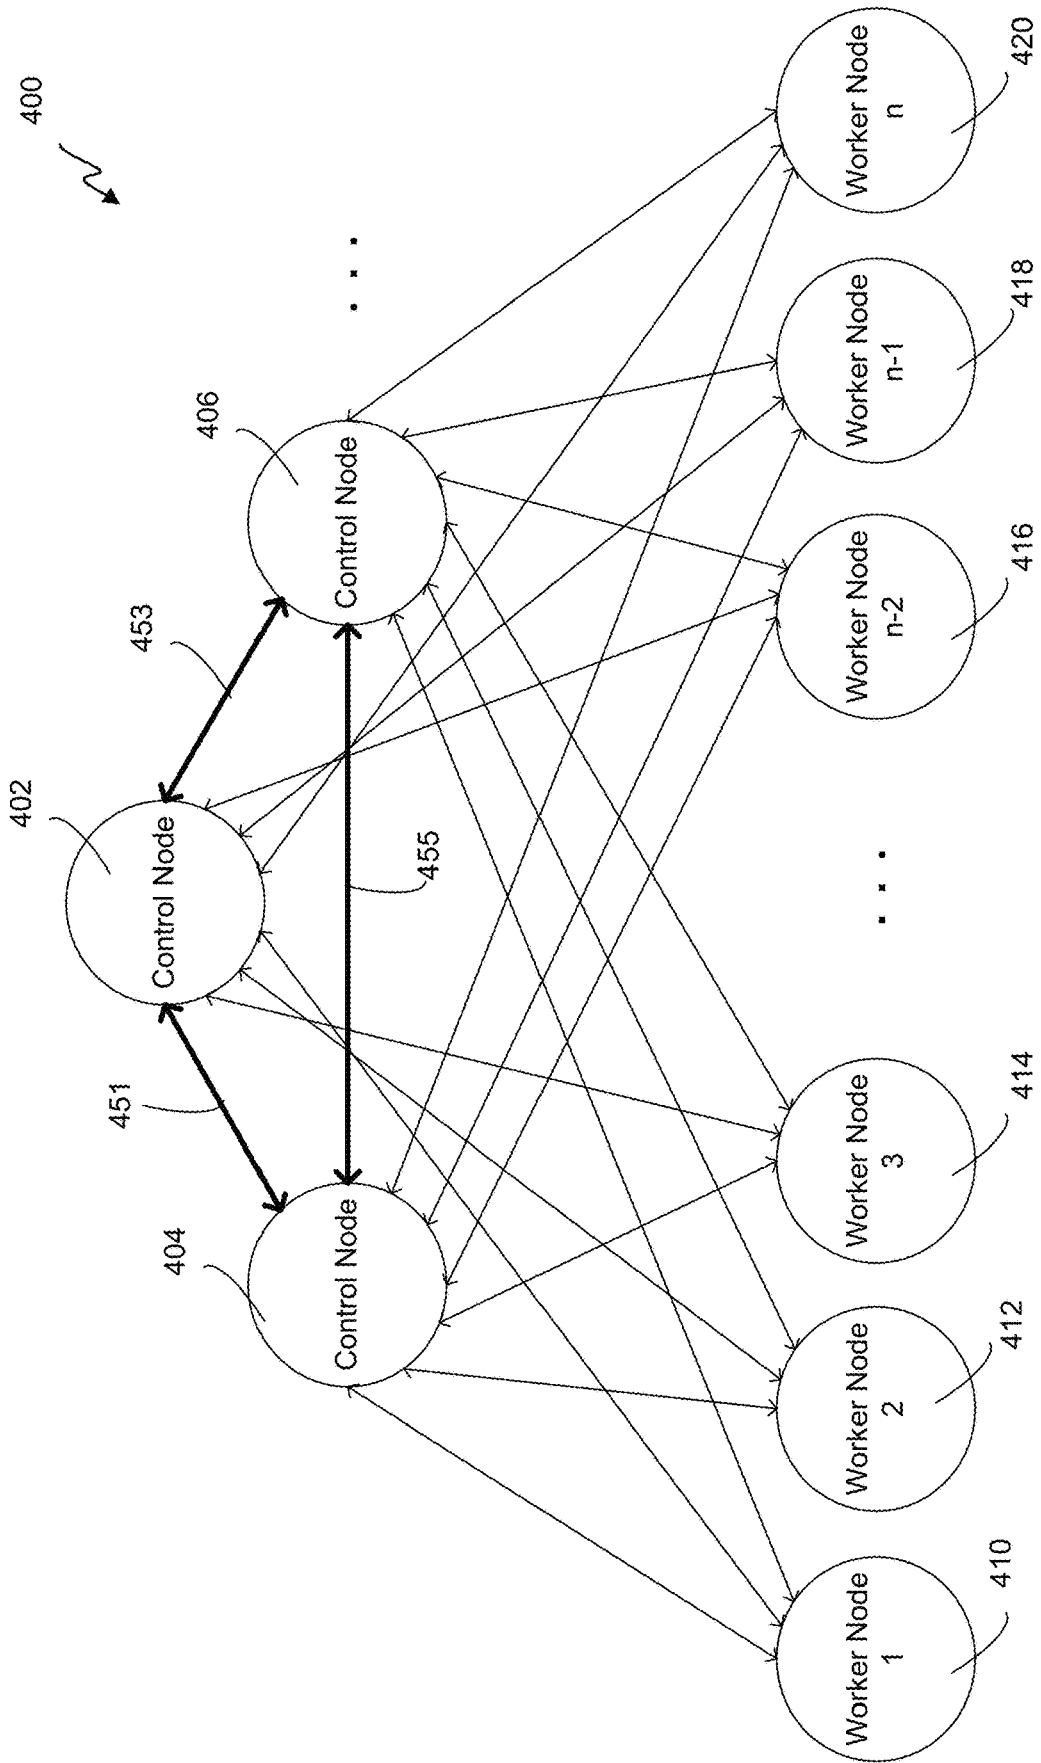 400
402
451
453
404
406
Control Node
Control Node
Control Node
455
. . .
. . .
Worker Node
1
Worker Node
2
Worker Node
3
Worker Node
n-2
Worker Node
n-1
Worker Node
n
410
412
414
416
418
420